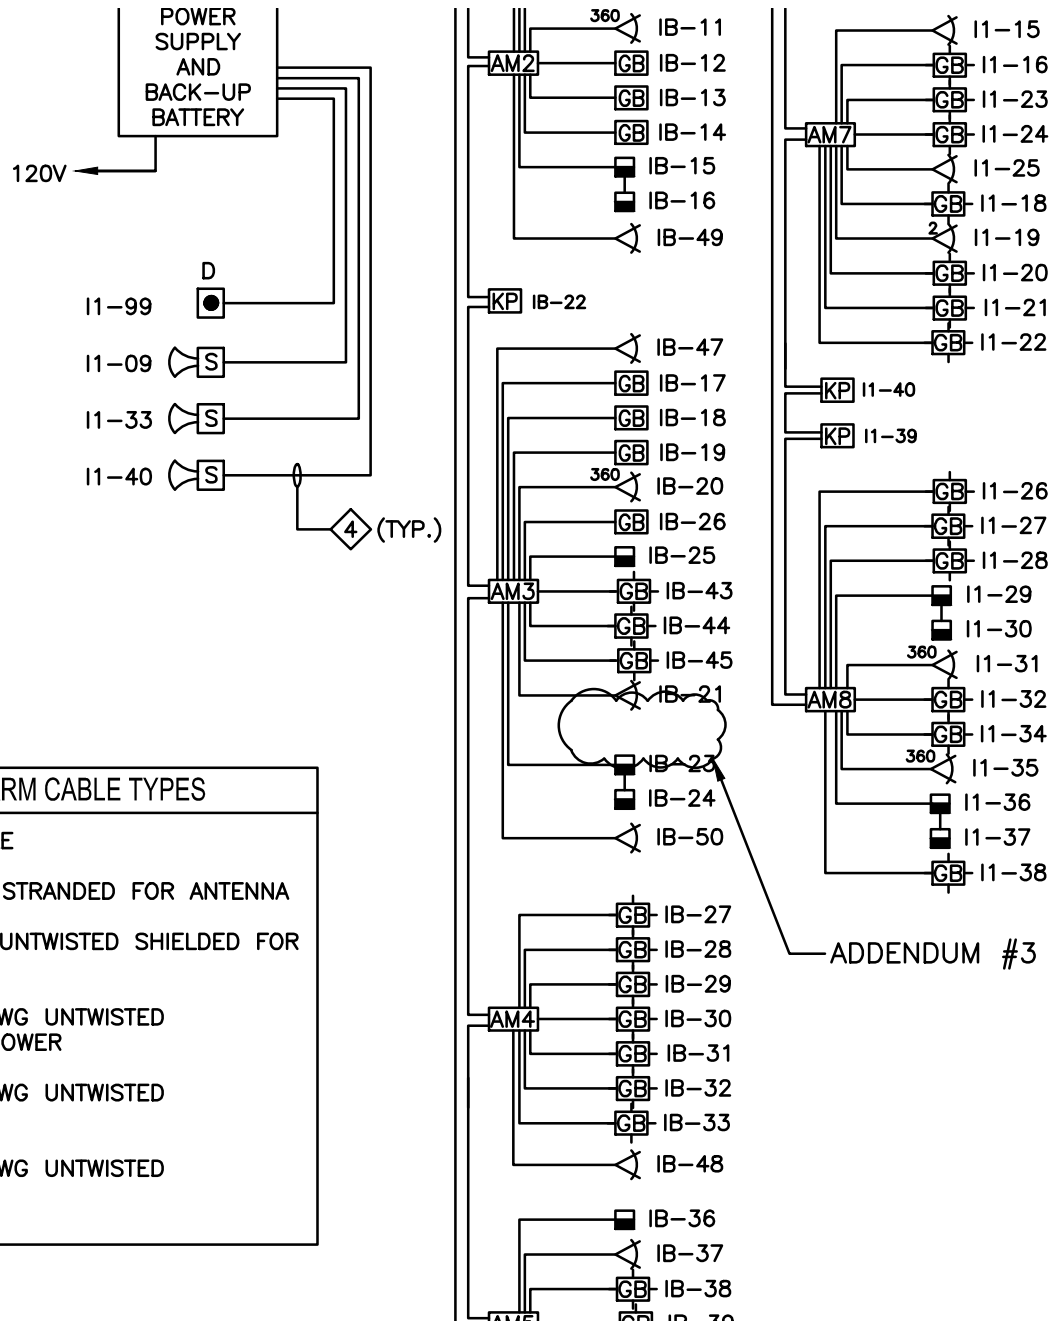 POWER
SUPPLY
AND
BACK-UP
BATTERY
120V
D
I1-99
I1-09 S
I1-33 S
I1-40 S
4 (TYP.)
RM CABLE TYPES
E
STRANDED FOR ANTENNA
UNTWISTED SHIELDED FOR
WG UNTWISTED
OWER
WG UNTWISTED
WG UNTWISTED
360 IB-11
AM2 GB IB-12
GB IB-13
GB IB-14
IB-15
IB-16
IB-49
KP IB-22
IB-47
GB IB-17
GB IB-18
GB IB-19
360 IB-20
GB IB-26
IB-25
AM3 GB IB-43
GB IB-44
GB IB-45
IB-21
IB-23
IB-24
IB-50
GB IB-27
GB IB-28
GB IB-29
AM4 GB IB-30
GB IB-31
GB IB-32
GB IB-33
IB-48
IB-36
IB-37
GB IB-38
AM5 GB IB-39
I1-15
GB I1-16
GB I1-23
AM7 GB I1-24
I1-25
GB I1-18
2 I1-19
GB I1-20
GB I1-21
GB I1-22
KP I1-40
KP I1-39
GB I1-26
GB I1-27
GB I1-28
I1-29
I1-30
360 I1-31
AM8 GB I1-32
GB I1-34
360 I1-35
I1-36
I1-37
GB I1-38
ADDENDUM #3